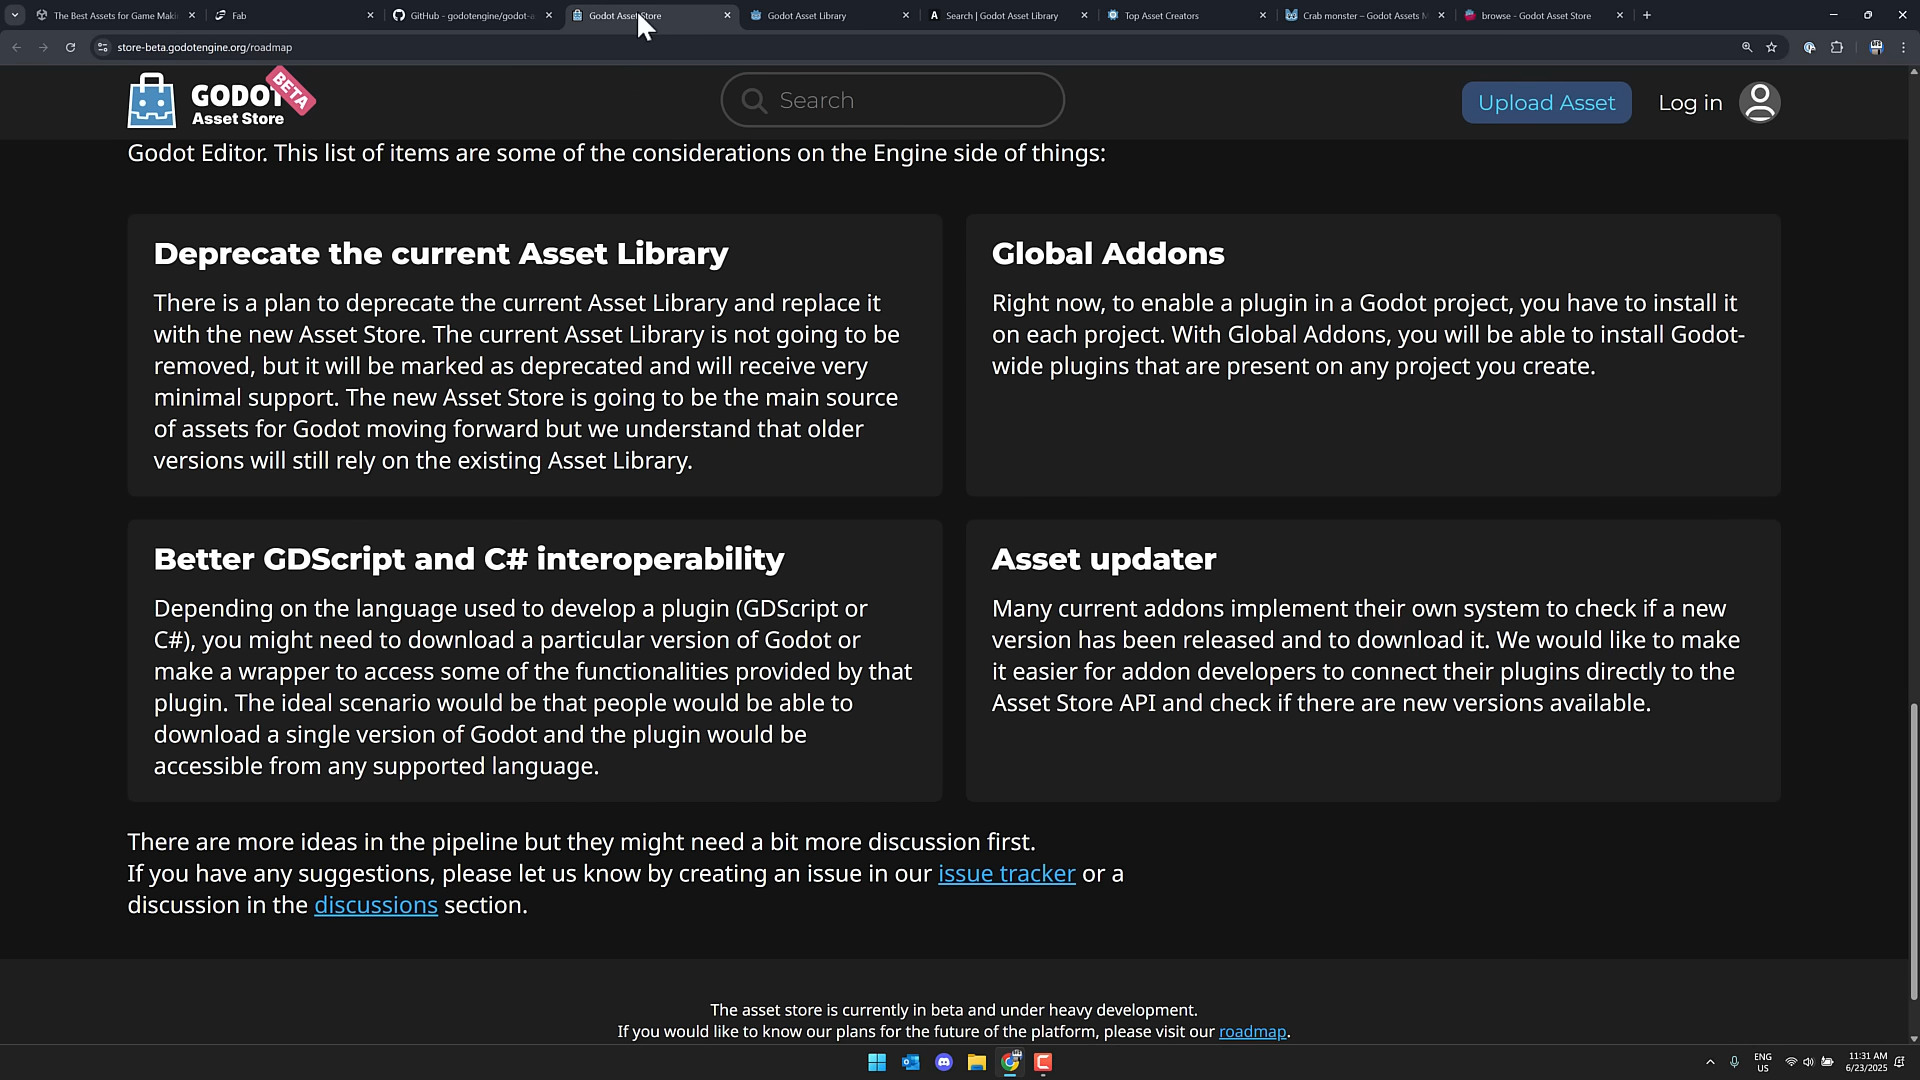 The Best Assets for Game Maki
Fab
GitHub - godotengine/godot-a
Godot Asset Store
Godot Asset Library
Search | Godot Asset Library
Top Asset Creators
Crab monster – Godot Assets M
browse - Godot Asset Store
store-beta.godotengine.org/roadmap
GODOT
Asset Store
BETA
Search
Upload Asset
Log in
Godot Editor. This list of items are some of the considerations on the Engine side of things:
Deprecate the current Asset Library
There is a plan to deprecate the current Asset Library and replace it
with the new Asset Store. The current Asset Library is not going to be
removed, but it will be marked as deprecated and will receive very
minimal support. The new Asset Store is going to be the main source
of assets for Godot moving forward but we understand that older
versions will still rely on the existing Asset Library.
Global Addons
Right now, to enable a plugin in a Godot project, you have to install it
on each project. With Global Addons, you will be able to install Godot-
wide plugins that are present on any project you create.
Better GDScript and C# interoperability
Depending on the language used to develop a plugin (GDScript or
C#), you might need to download a particular version of Godot or
make a wrapper to access some of the functionalities provided by that
plugin. The ideal scenario would be that people would be able to
download a single version of Godot and the plugin would be
accessible from any supported language.
Asset updater
Many current addons implement their own system to check if a new
version has been released and to download it. We would like to make
it easier for addon developers to connect their plugins directly to the
Asset Store API and check if there are new versions available.
There are more ideas in the pipeline but they might need a bit more discussion first.
If you have any suggestions, please let us know by creating an issue in our issue tracker or a
discussion in the discussions section.
The asset store is currently in beta and under heavy development.
If you would like to know our plans for the future of the platform, please visit our roadmap.
ENG
US
11:31 AM
6/23/2025